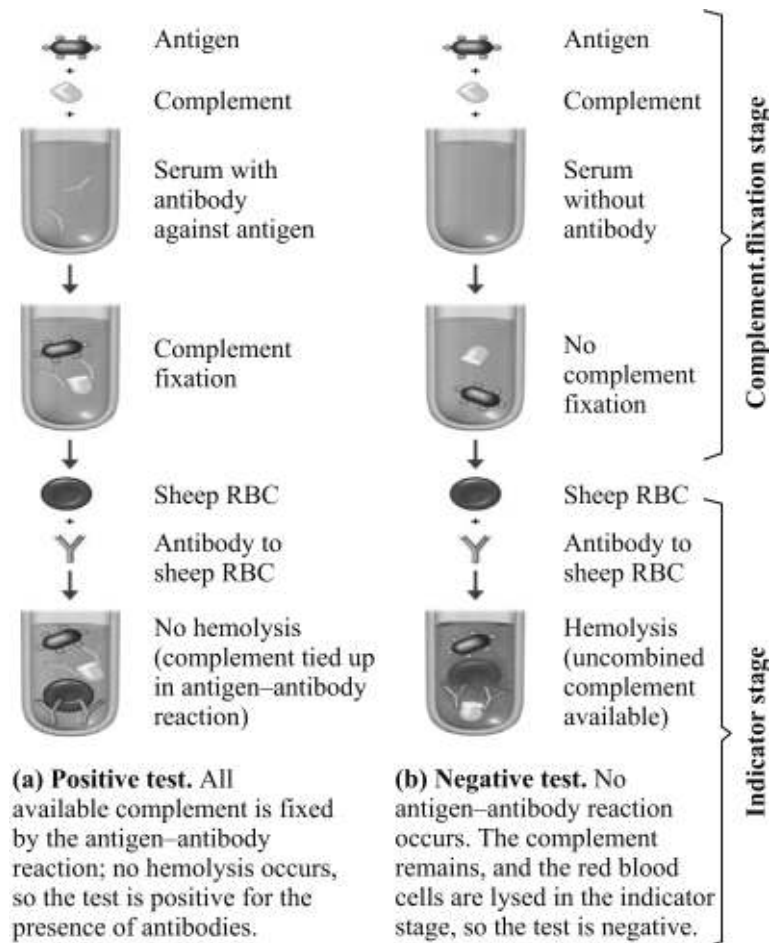 Antigen
+
Complement
+
Serum with
antibody
against antigen
Complement
fixation
Sheep RBC
+
Antibody to
sheep RBC
No hemolysis
(complement tied up
in antigen–antibody
reaction)
(a) Positive test. All
available complement is fixed
by the antigen–antibody
reaction; no hemolysis occurs,
so the test is positive for the
presence of antibodies.
Antigen
+
Complement
+
Serum
without
antibody
No
complement
fixation
Sheep RBC
+
Antibody to
sheep RBC
Hemolysis
(uncombined
complement
available)
(b) Negative test. No
antigen–antibody reaction
occurs. The complement
remains, and the red blood
cells are lysed in the indicator
stage, so the test is negative.
Complement.flixation stage
Indicator stage